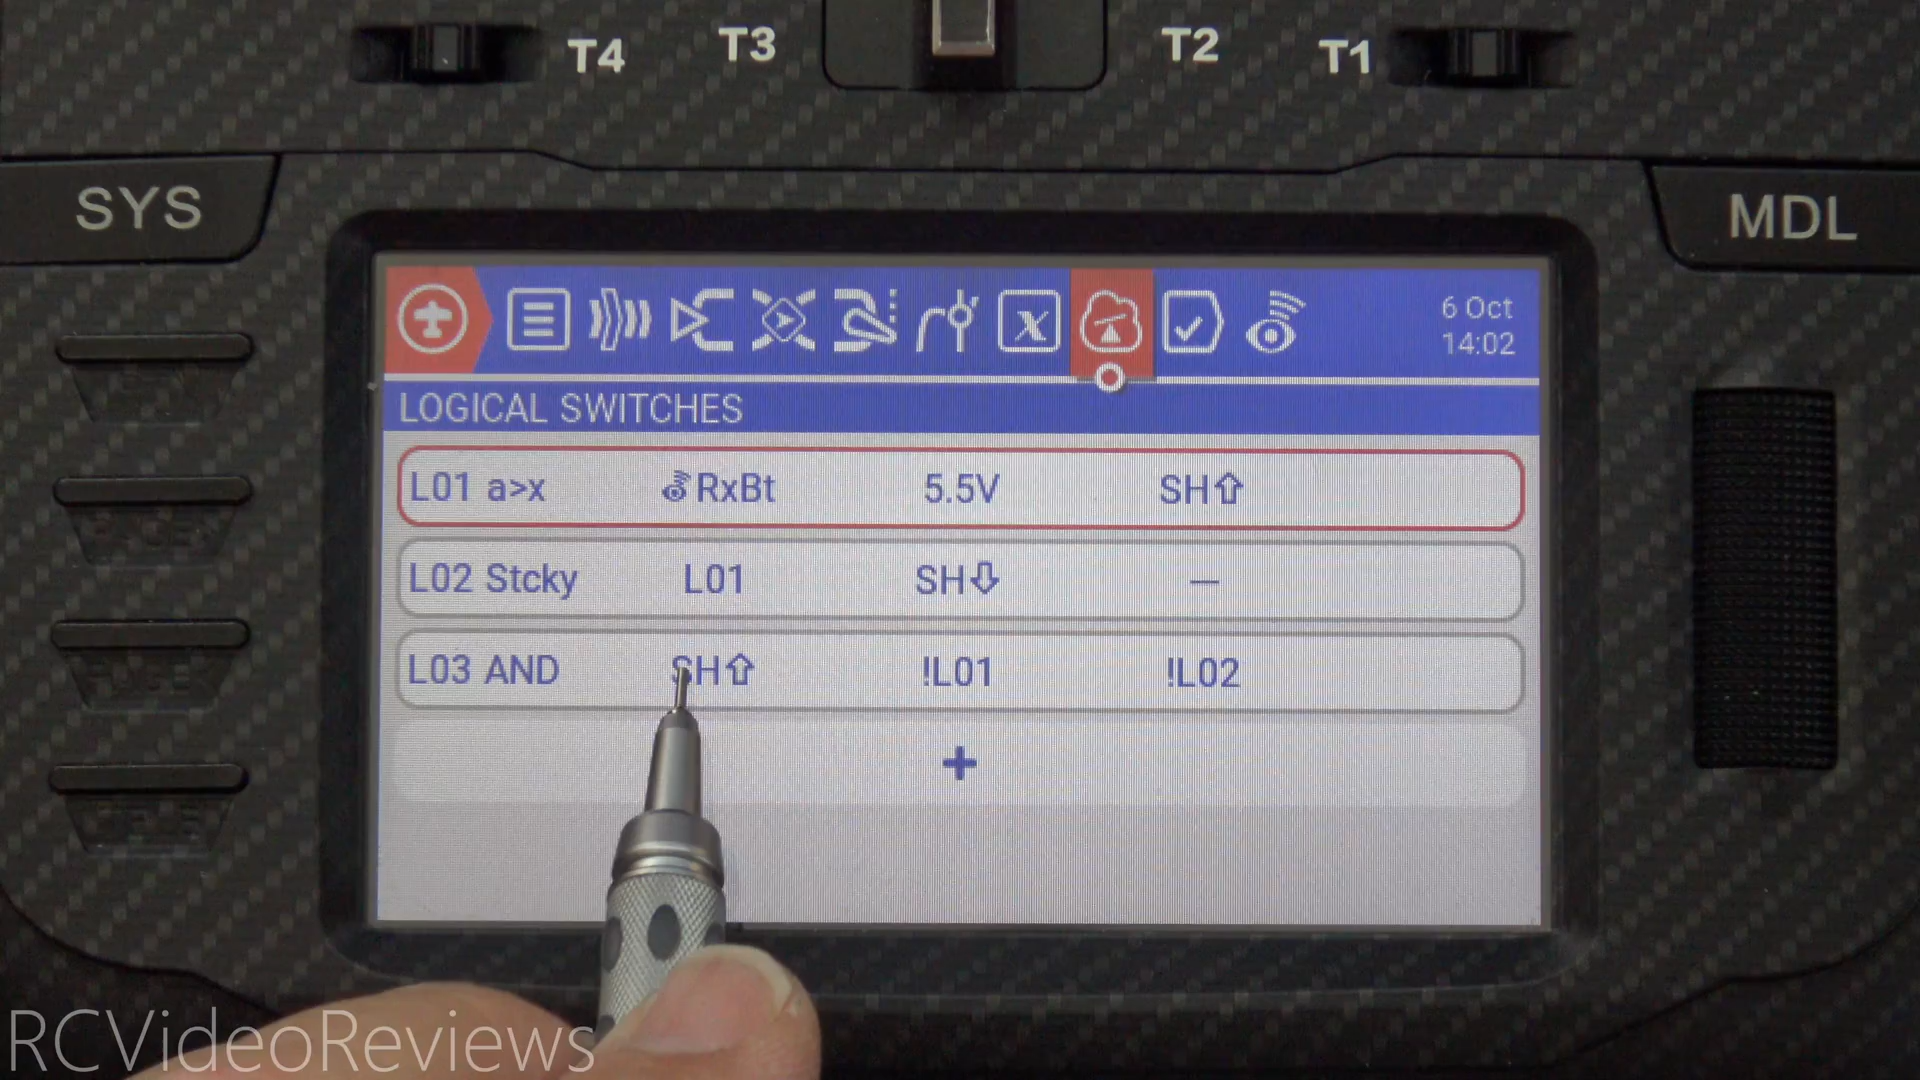 T4
T3
T2
T1
SYS
MDL
6 Oct
14:02
LOGICAL SWITCHES
L01 a>x RxBt 5.5V SH⇧
L02 Stcky L01 SH⇩ —
L03 AND SH⇧ !L01 !L02
+
RCVideoReviews